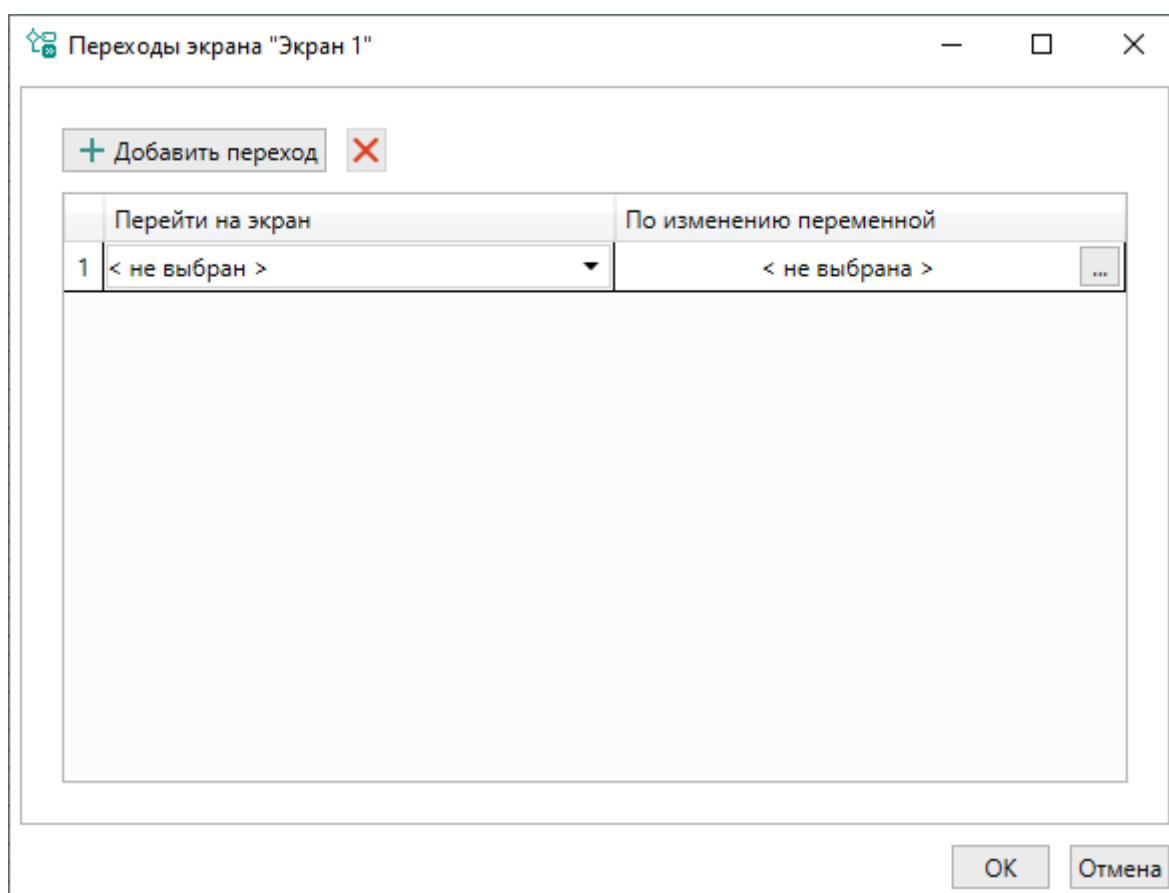 Переходы экрана "Экран 1"
Добавить переход
Перейти на экран По изменению переменной
1 < не выбран > < не выбрана > ...
OK Отмена